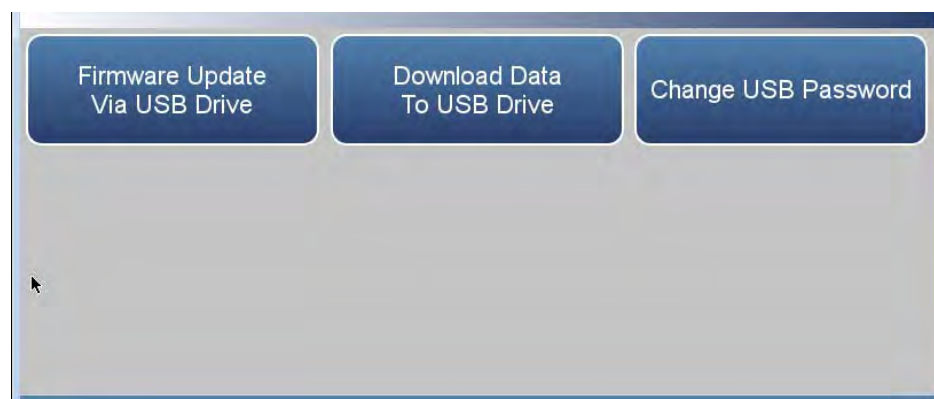 Firmware Update
Via USB Drive
Download Data
To USB Drive
Change USB Password